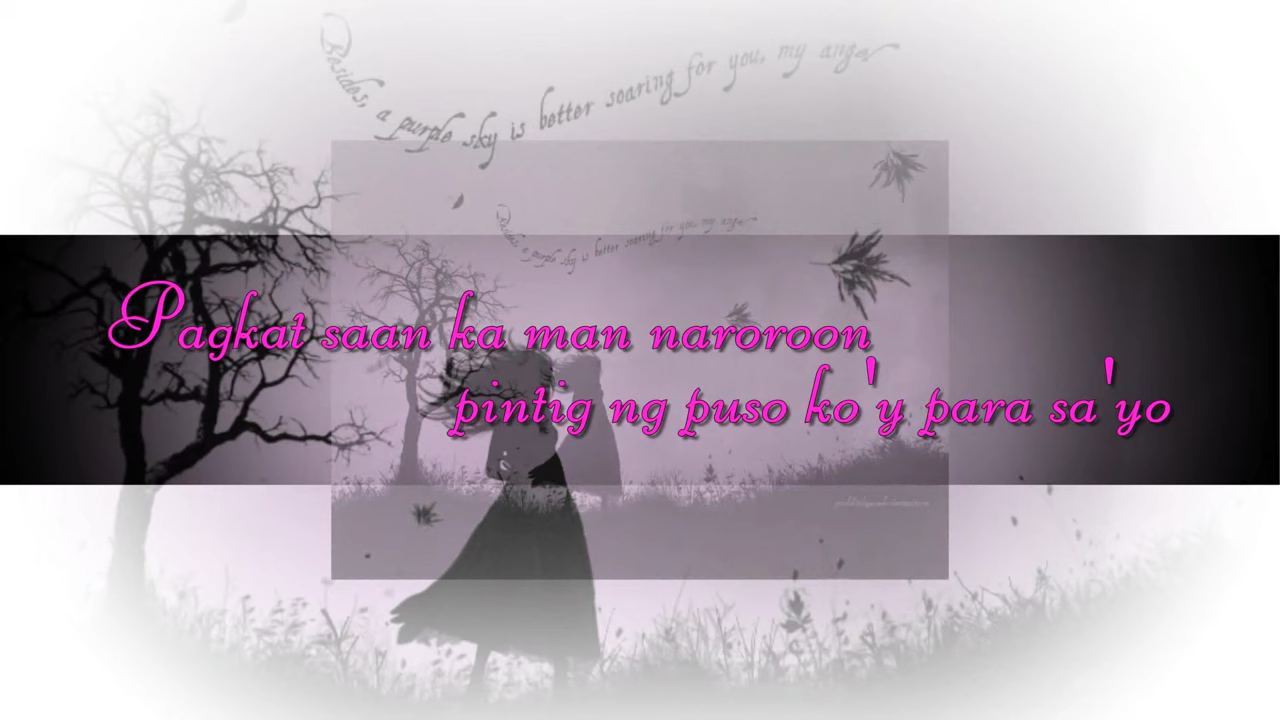 Besides, a purple sky is better soaring for you, my angel
Besides, a purple sky is better soaring for you, my angel
Pagkat saan ka man naroroon
pintig ng puso ko'y para sa'yo